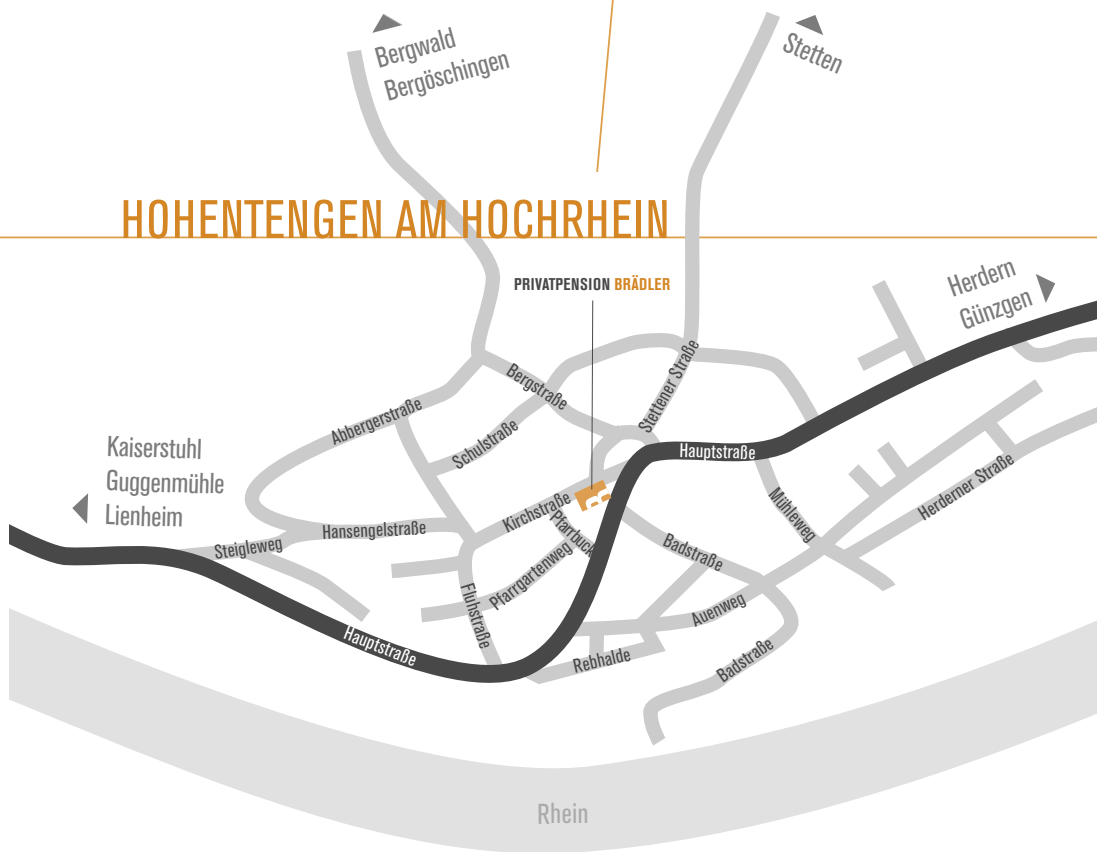 Bergwald
Bergöschingen
Stetten
HOHENTENGEN AM HOCHRHEIN
PRIVATPENSION BRÄDLER
Herdern
Günzgen
Stettener Straße
Bergstraße
Abbergerstraße
Schulstraße
Hauptstraße
Kaiserstuhl
Guggenmühle
Lienheim
Kirchstraße
B
Mühleweg
Herderner Straße
Hansengelstraße
Steigleweg
Pfarrbuck
Badstraße
Pfarrgartenweg
Fluhstraße
Auenweg
Hauptstraße
Rebhalde
Badstraße
Rhein